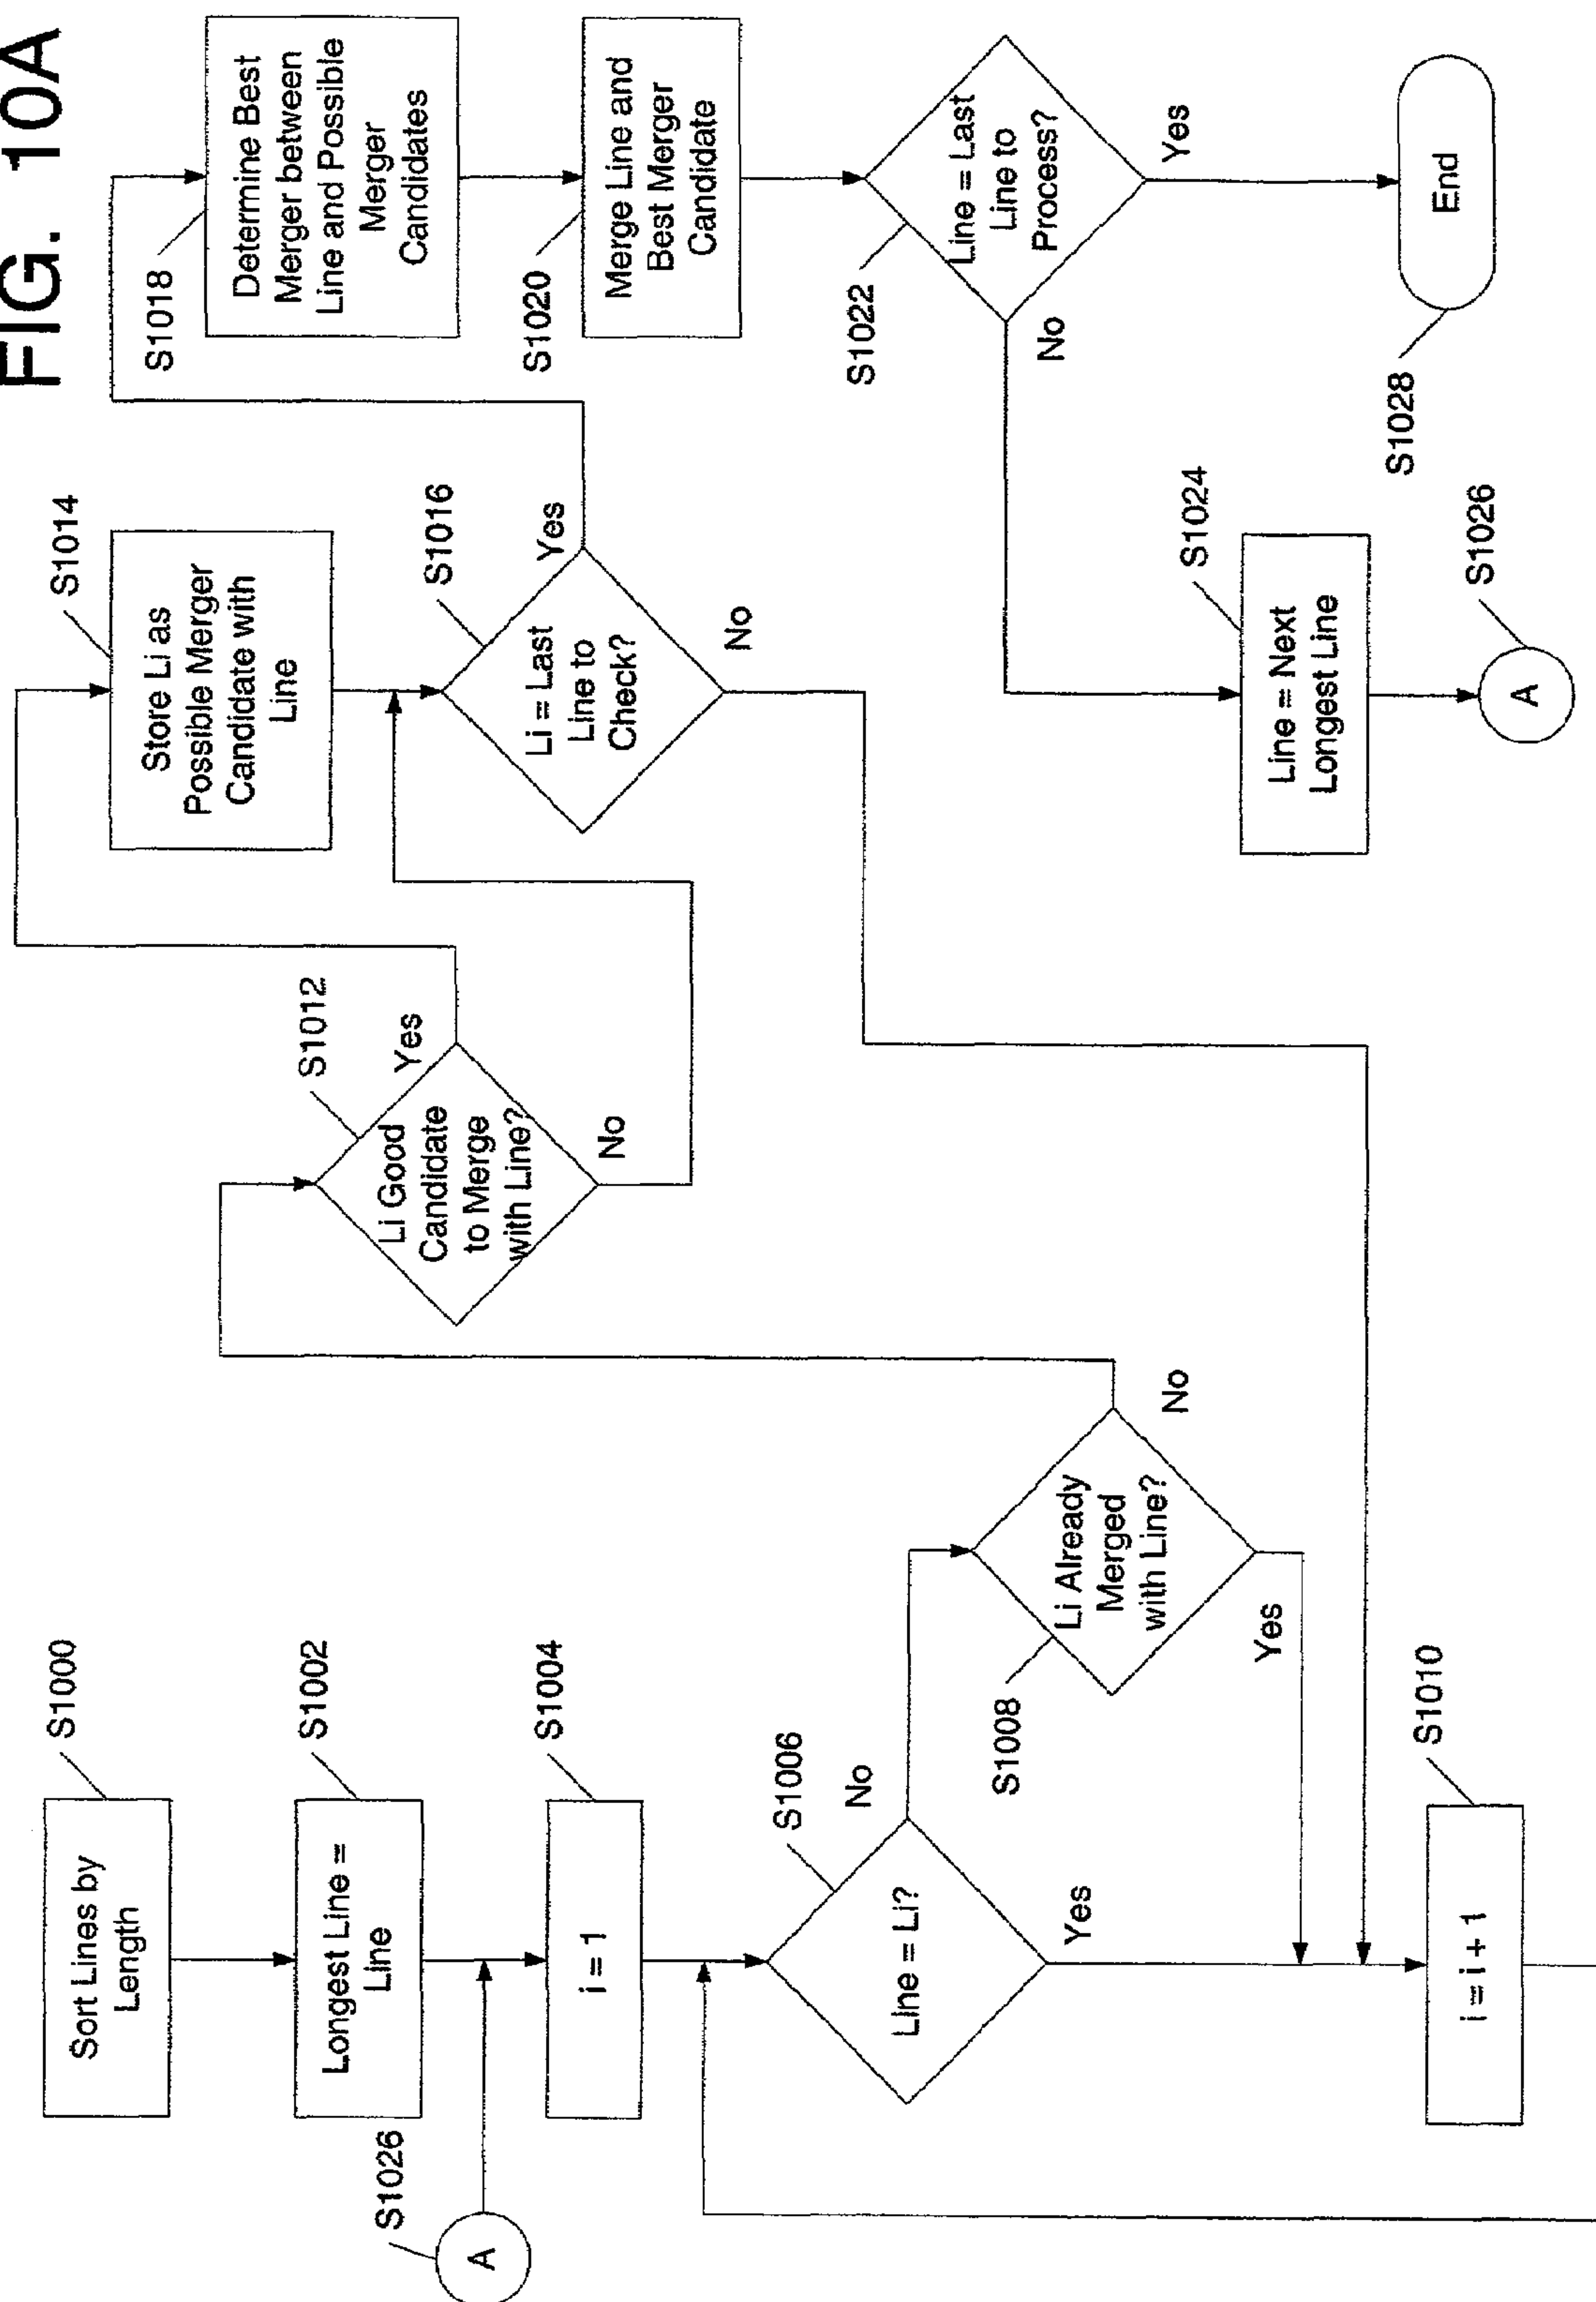 FIG. 10A
Sort Lines by
Length
S1000
Longest Line =
Line
S1002
S1026
A
i = 1
S1004
Line = Li?
S1006
No
Yes
Li Already
Merged
with Line?
S1008
No
Yes
i = i + 1
S1010
Li Good
Candidate
to Merge
with Line?
S1012
Yes
No
Store Li as
Possible Merger
Candidate with
Line
S1014
Li = Last
Line to
Check?
S1016
Yes
No
Determine Best
Merger between
Line and Possible
Merger
Candidates
S1018
Merge Line and
Best Merger
Candidate
S1020
Line = Last
Line to
Process?
S1022
No
Yes
Line = Next
Longest Line
S1024
A
S1026
End
S1028